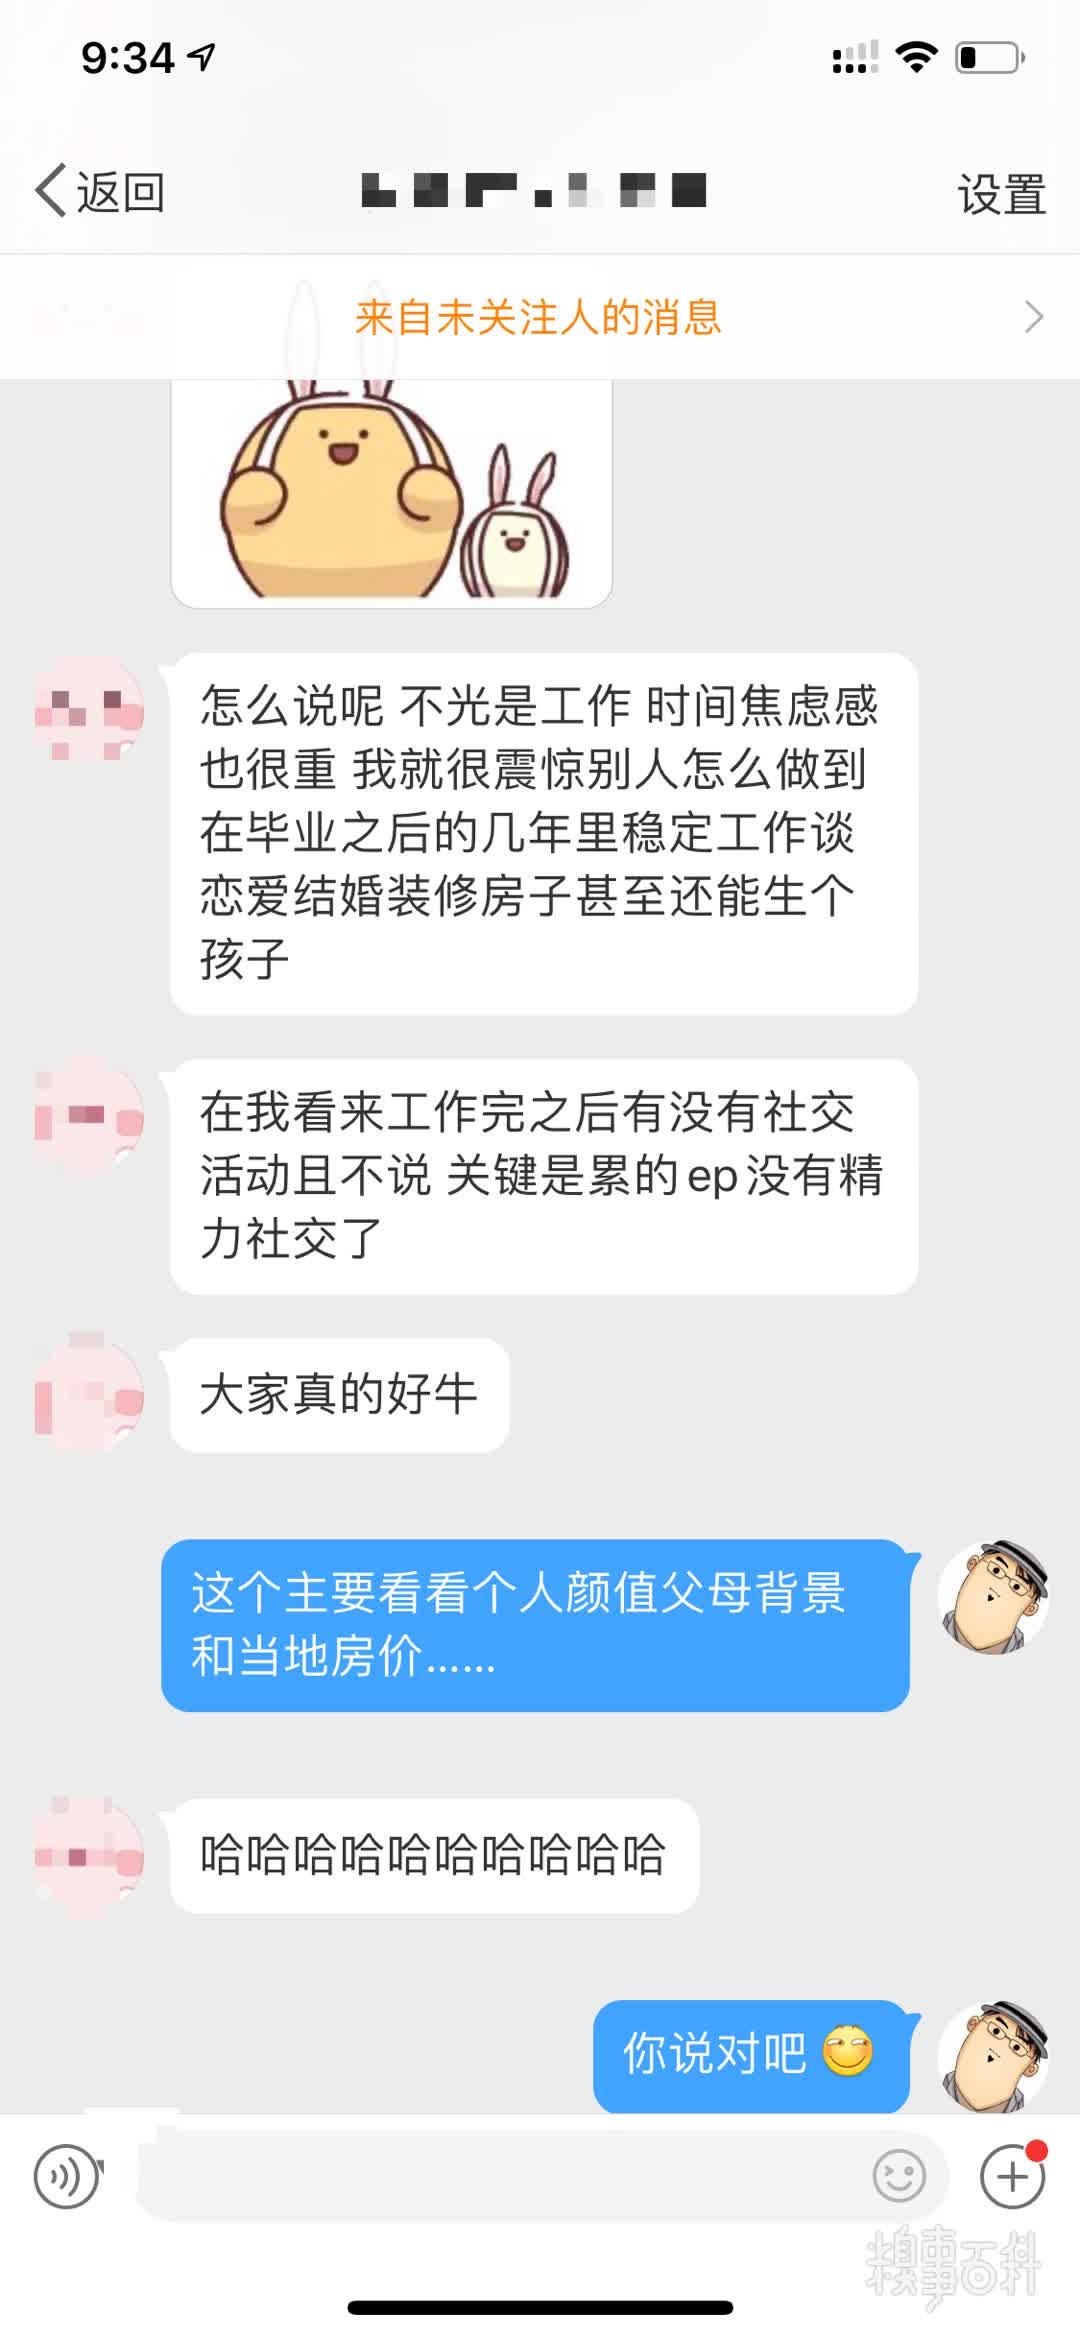 9:34
返回
设置
来自未关注人的消息
怎么说呢 不光是工作 时间焦虑感
也很重 我就很震惊别人怎么做到
在毕业之后的几年里稳定工作谈
恋爱结婚装修房子甚至还能生个
孩子
在我看来工作完之后有没有社交
活动且不说 关键是累的ep没有精
力社交了
大家真的好牛
这个主要看看个人颜值父母背景
和当地房价……
哈哈哈哈哈哈哈哈哈哈
你说对吧
糗事百科